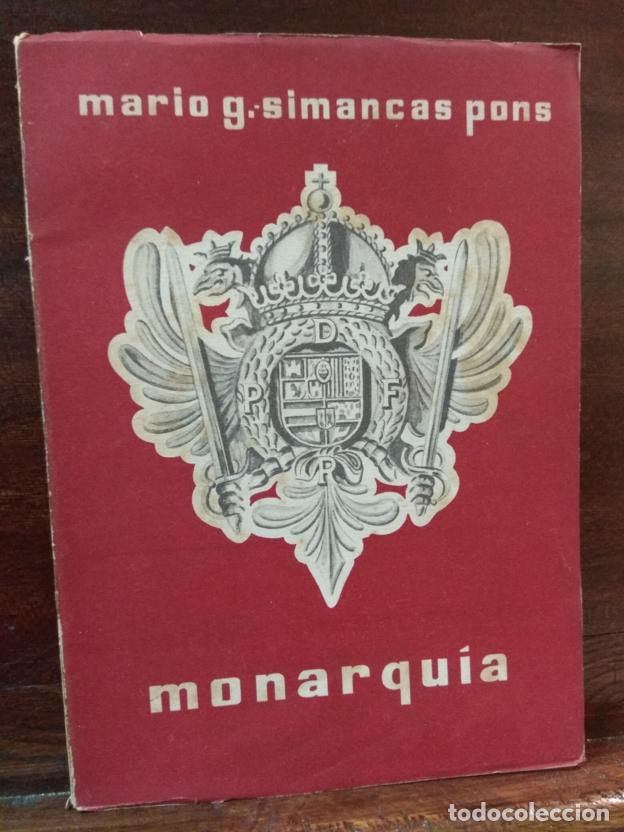 mario g.-simancas pons
D
P F
P
monarquía
todocoleccion